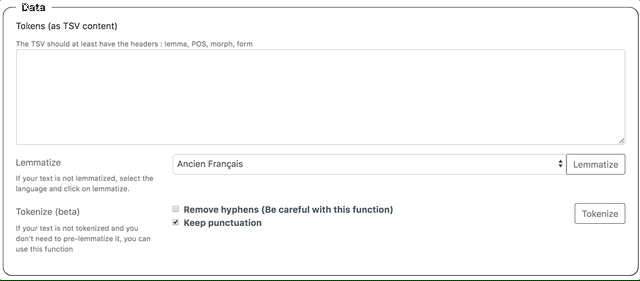 Data
Tokens (as TSV content)
The TSV should at least have the headers : lemma, POS, morph, form
Lemmatize
Ancien Français
Lemmatize
If your text is not lemmatized, select the
language and click on lemmatize.
Tokenize (beta)
Remove hyphens (Be careful with this function)
Tokenize
Keep punctuation
If your text is not tokenized and you
don't need to pre-lemmatize it, you can
use this function